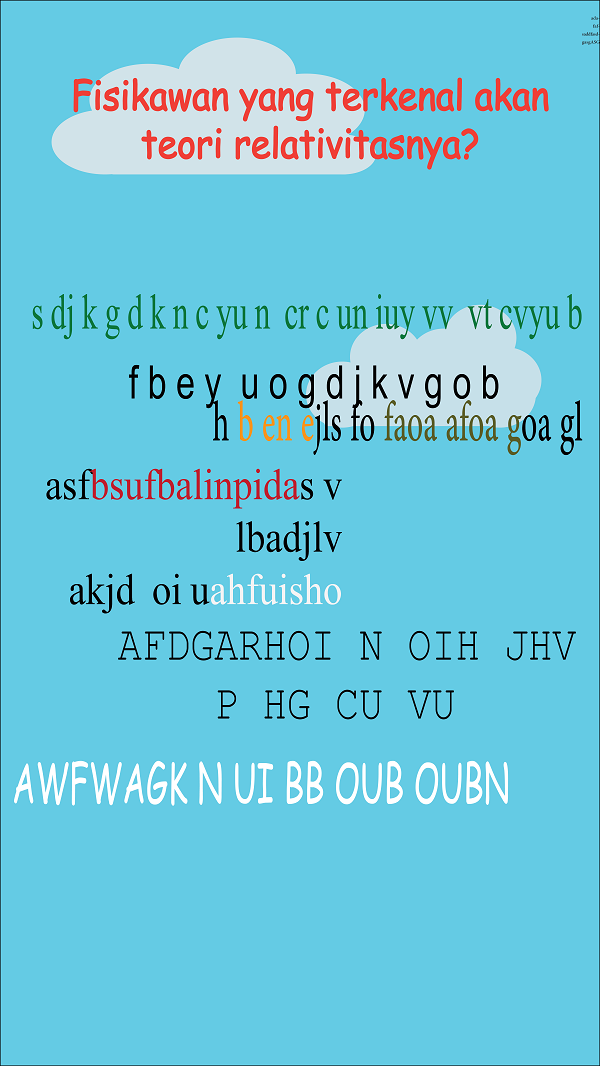 Fisikawan yang terkenal akan
teori relativitasnya?
s dj k g d k n c yu n cr c un iuy vv vt cvyu b
f b e y u o g d j k v g o b
h b en ejls fo faoa afoa goa gl
asfbsufbalinpidas v
lbadjlv
akjd oi uahfuisho
AFDGARHOI N OIH JHV
P HG CU VU
AWFWAGK N UI BB OUB OUBN